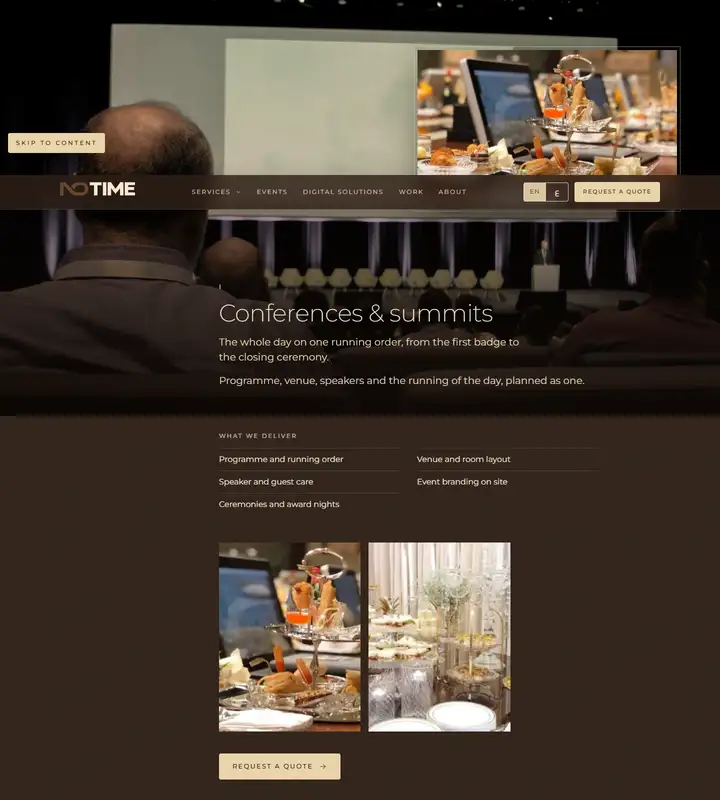 SKIP TO CONTENT
NOTIME
SERVICES
EVENTS
DIGITAL SOLUTIONS
WORK
ABOUT
EN
ع
REQUEST A QUOTE
Conferences & summits
The whole day on one running order, from the first badge to
the closing ceremony.
Programme, venue, speakers and the running of the day, planned as one.
WHAT WE DELIVER
Programme and running order
Venue and room layout
Speaker and guest care
Event branding on site
Ceremonies and award nights
REQUEST A QUOTE →